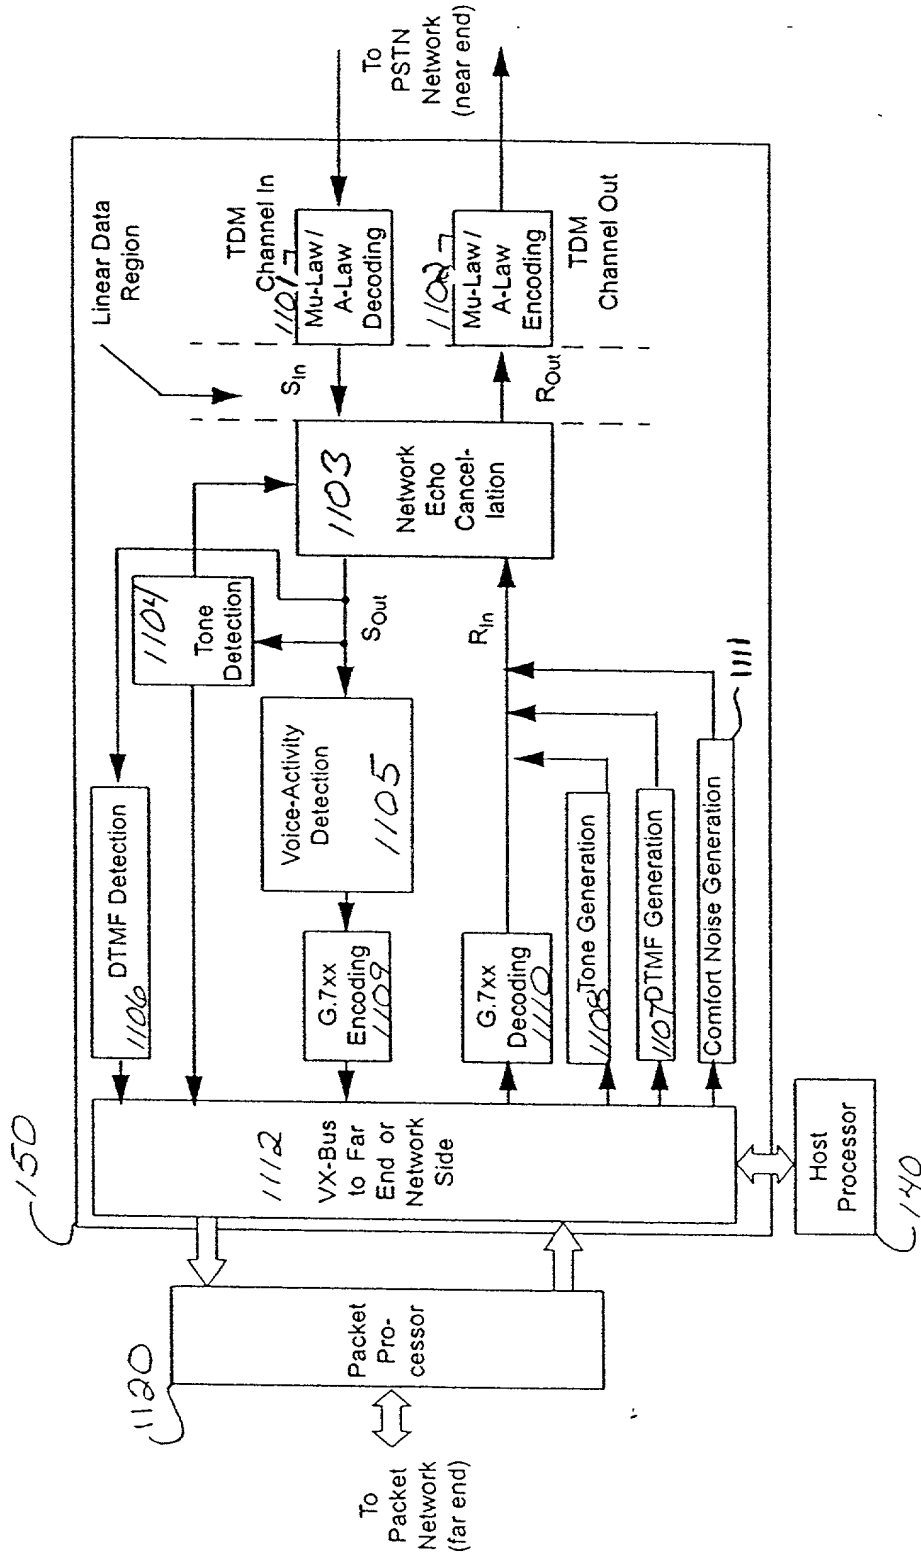 150
1120
To
Packet
Network
(far end)
Packet
Pro-
cessor
1112
VX-Bus
to Far
End or
Network
Side
Host
Processor
140
1106
DTMF Detection
1104
Tone
Detection
G.7xx
Encoding
1109
Voice-Activity
Detection
1105
SOut
G.7xx
Decoding
1110
RIn
1108
Tone Generation
1107
DTMF Generation
Comfort Noise Generation
1111
1103
Network
Echo
Cancel-
lation
Linear Data
Region
SIn
ROut
TDM
Channel In
1101
Mu-Law/
A-Law
Decoding
1102
Mu-Law/
A-Law
Encoding
TDM
Channel Out
To
PSTN
Network
(near end)